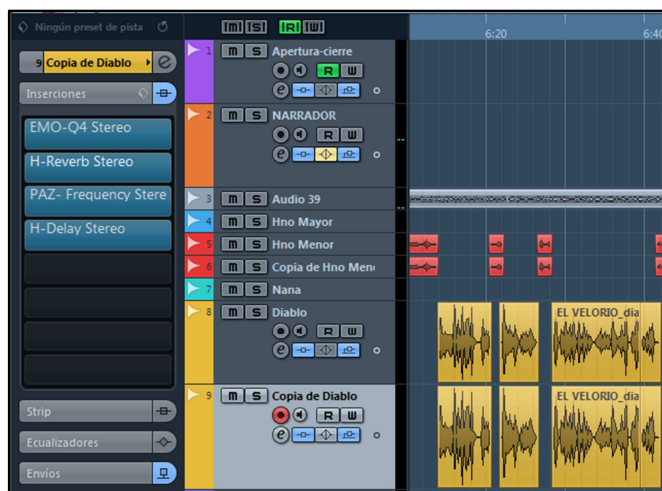 Ningún preset de pista
9 Copia de Diablo
Inserciones
EMO-Q4 Stereo
H-Reverb Stereo
PAZ- Frequency Stere
H-Delay Stereo
Strip
Ecualizadores
Envíos
m S R W
6:20 6:40
1 m S Apertura-cierre
R W
e
2 m S NARRADOR
R W
e
3 m S Audio 39
4 m S Hno Mayor
5 m S Hno Menor
6 m S Copia de Hno Men
7 m S Nana
8 m S Diablo
R W
e
EL VELORIO_dia
9 m S Copia de Diablo
R W
e
EL VELORIO_dia